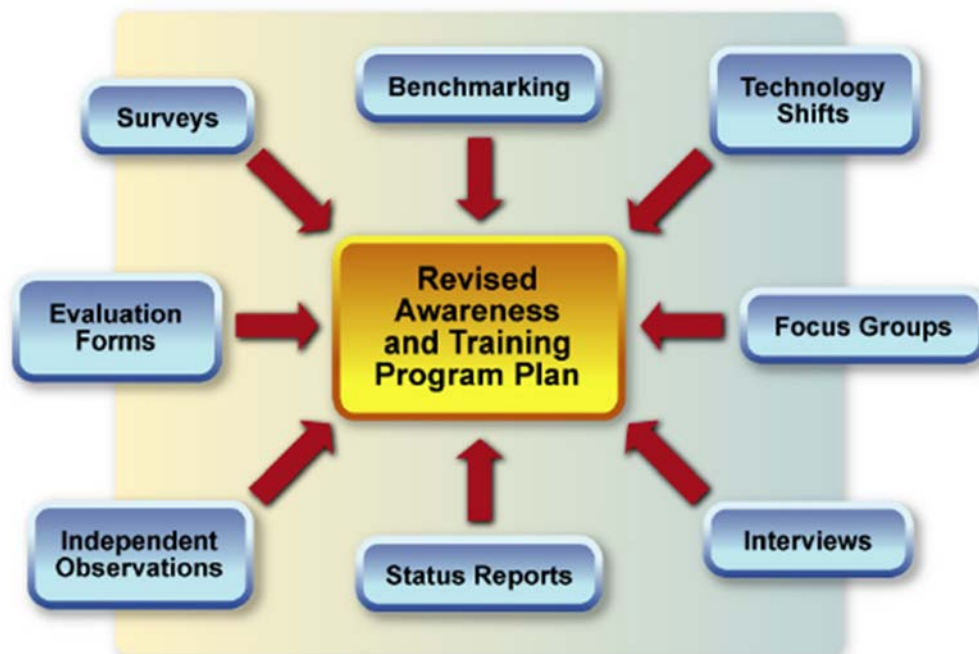 Benchmarking
Technology
Shifts
Surveys
Revised
Awareness
and Training
Program Plan
Evaluation
Forms
Focus Groups
Independent
Observations
Status Reports
Interviews